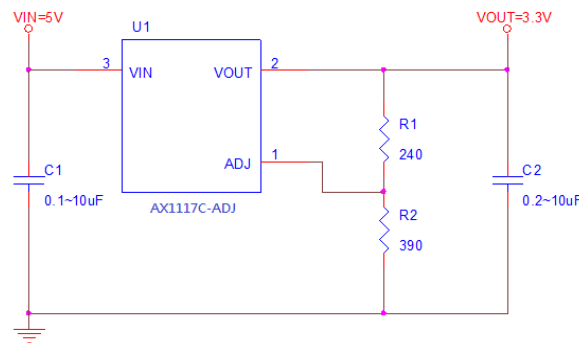 VIN=5V
VOUT=3.3V
U1
3
VIN
VOUT
2
ADJ
1
R1
240
C1
0.1~10uF
C2
0.2~10uF
R2
390
AX1117C-ADJ